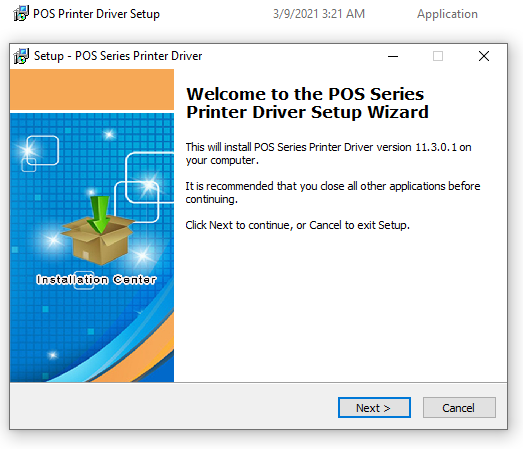 POS Printer Driver Setup 3/9/2021 3:21 AM Application
Setup - POS Series Printer Driver
Welcome to the POS Series
Printer Driver Setup Wizard
This will install POS Series Printer Driver version 11.3.0.1 on
your computer.
It is recommended that you close all other applications before
continuing.
Click Next to continue, or Cancel to exit Setup.
Installation Center
Next >
Cancel